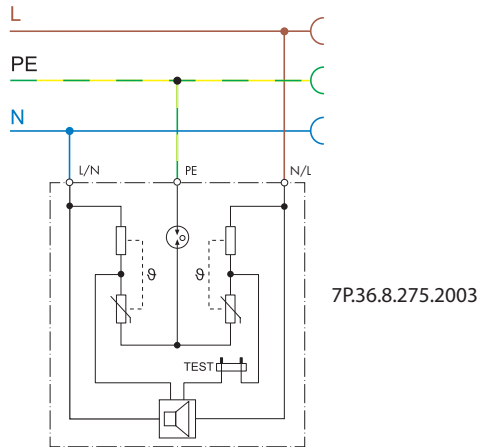 L
PE
N
L/N
PE
N/L
ϑ
ϑ
7P.36.8.275.2003
TEST